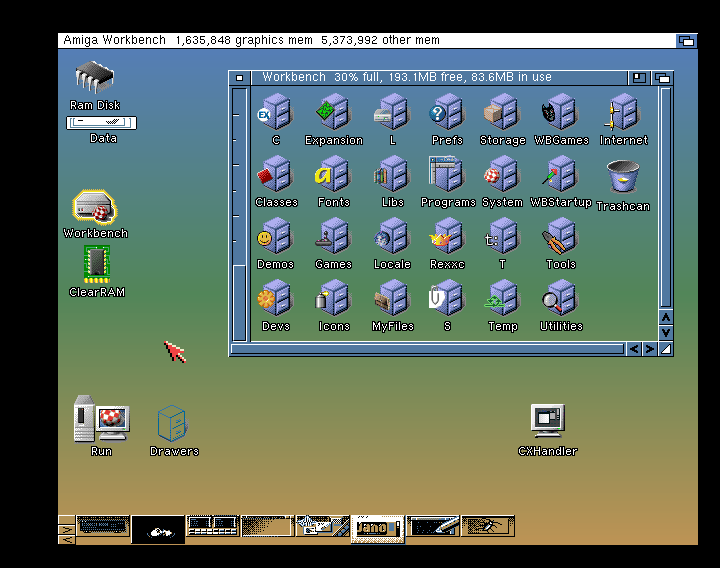 Amiga Workbench  1,635,848 graphics mem  5,373,992 other mem
Workbench  30% full, 193.1MB free, 83.6MB in use
Ram Disk
Data
Workbench
ClearRAM
C Expansion L Prefs Storage WBGames Internet
Classes Fonts Libs Programs System WBStartup Trashcan
Demos Games Locale Rexxc T Tools
Devs Icons MyFiles S Temp Utilities
Run Drawers CXHandler